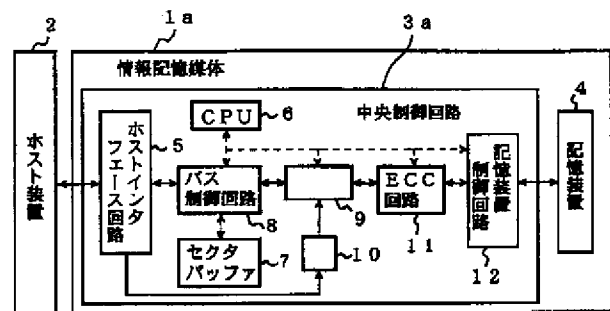 2
1a
3a
情報記憶媒体
中央制御回路
4
CPU
6
5
ホスト装置
ホストインタ
フェース回路
バス
制御回路
8
9
ECC
回路
11
記憶装置
制御回路
12
記憶装置
セクタ
バッファ
7
10